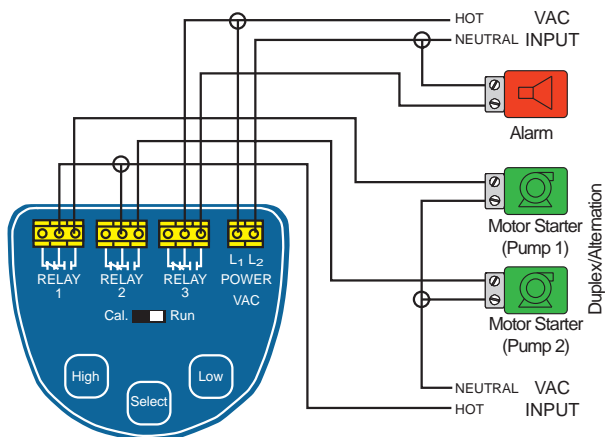 HOT VAC
NEUTRAL INPUT
Alarm
Motor Starter
(Pump 1)
Duplex/Alternation
Motor Starter
(Pump 2)
NEUTRAL VAC
HOT INPUT
RELAY
1
RELAY
2
RELAY
3
L1 L2
POWER
VAC
Cal. Run
High
Select
Low